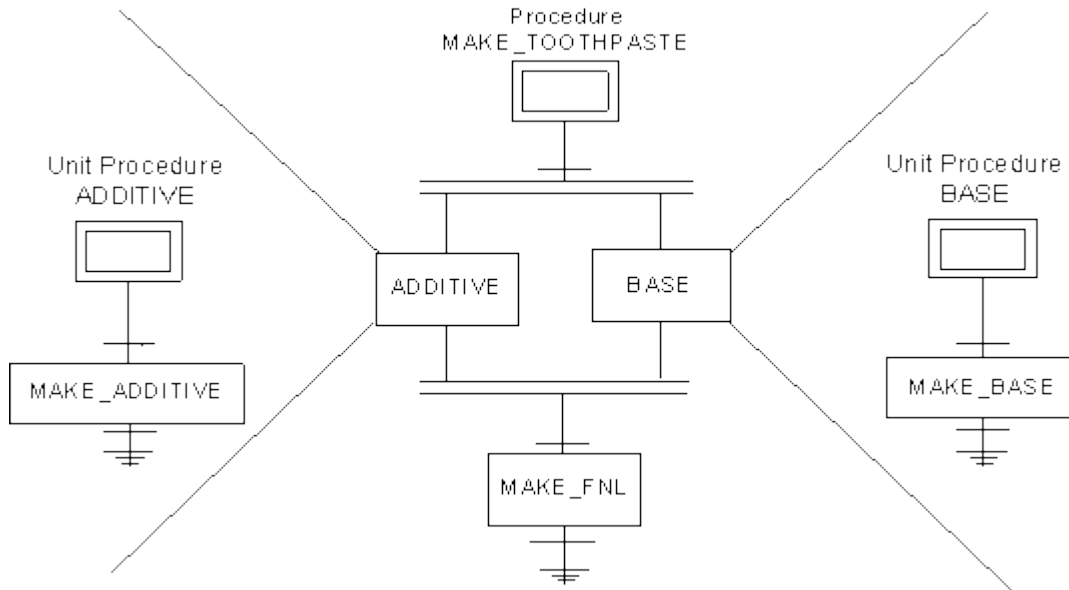 Procedure
MAKE_TOOTHPASTE
Unit Procedure
ADDITIVE
Unit Procedure
BASE
ADDITIVE
BASE
MAKE_ADDITIVE
MAKE_BASE
MAKE_FNL